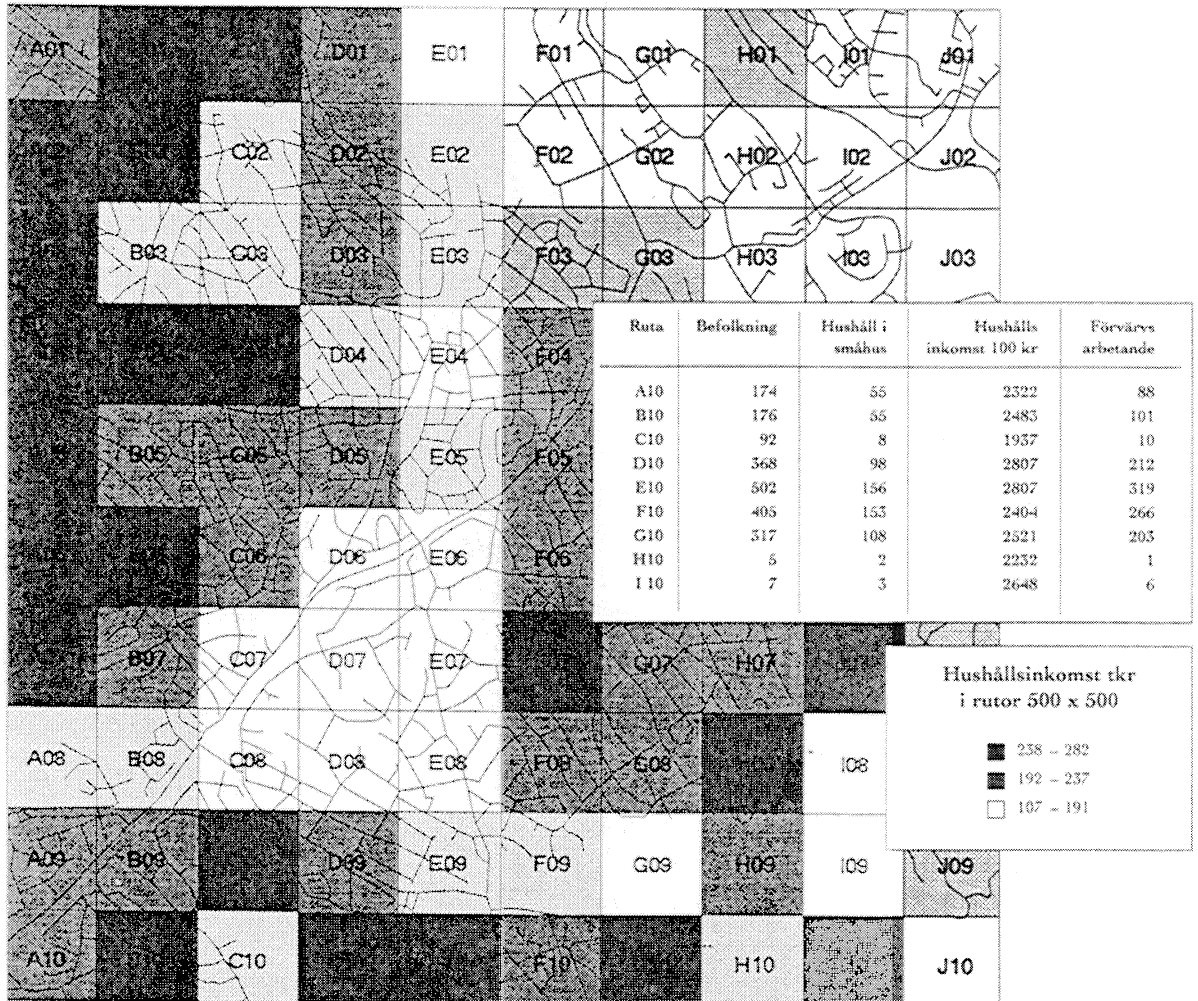 A01 D01 E01 F01 G01 H01 I01 J01
C02 D02 E02 F02 G02 H02 I02 J02
B03 C03 D03 E03 F03 G03 H03 I03 J03
D04 E04 F04
B05 C05 D05 E05 F05
C06 D06 E06 F06
B07 C07 D07 E07 G07 H07
A08 B08 C08 D08 E08 F08 G08 I08
A09 B09 D09 E09 F09 G09 H09 I09 J09
A10 C10 F10 H10 J10
Ruta Befolkning Hushåll i småhus Hushålls inkomst 100 kr Förvärvs arbetande
A10 174 55 2322 88
B10 176 55 2483 101
C10 92 8 1937 10
D10 368 98 2807 212
E10 502 156 2807 319
F10 405 153 2404 266
G10 317 108 2521 203
H10 5 2 2232 1
I 10 7 3 2648 6
Hushållsinkomst tkr
i rutor 500 x 500
238 – 282
192 – 237
107 – 191